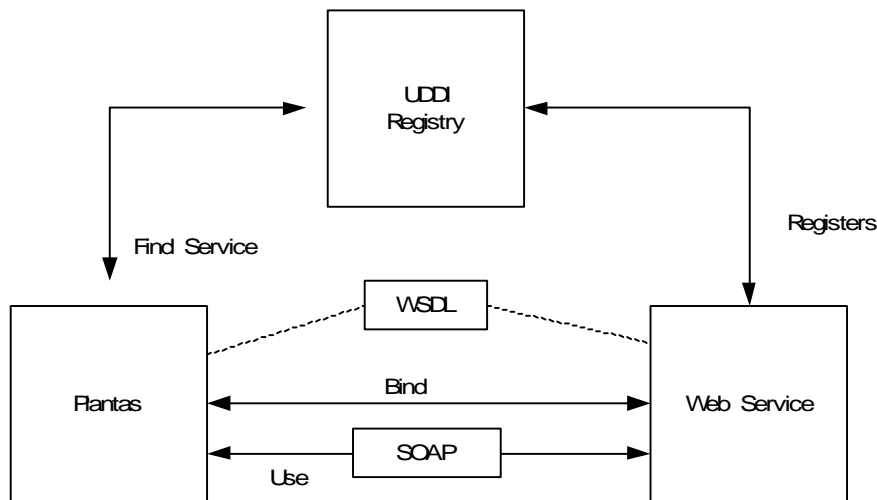 UDDI
Registry
Find Service
Registers
WSDL
Bind
Plantas
Web Service
SOAP
Use